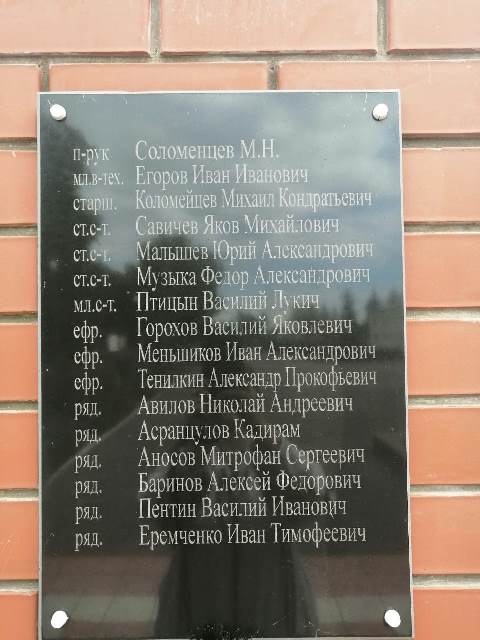 п-рук Соломенцев М.Н.
мл.в-тех. Егоров Иван Иванович
старш. Коломейцев Михаил Кондратьевич
ст.с-т. Савичев Яков Михайлович
ст.с-т. Малышев Юрий Александрович
ст.с-т. Музыка Федор Александрович
мл.с-т. Птицын Василий Лукич
ефр. Горохов Василий Яковлевич
ефр. Меньшиков Иван Александрович
ефр. Тенилкин Александр Прокофьевич
ряд. Авилов Николай Андреевич
ряд. Асранцулов Кадирам
ряд. Аносов Митрофан Сергеевич
ряд. Баринов Алексей Федорович
ряд. Пентин Василий Иванович
ряд. Еремченко Иван Тимофеевич